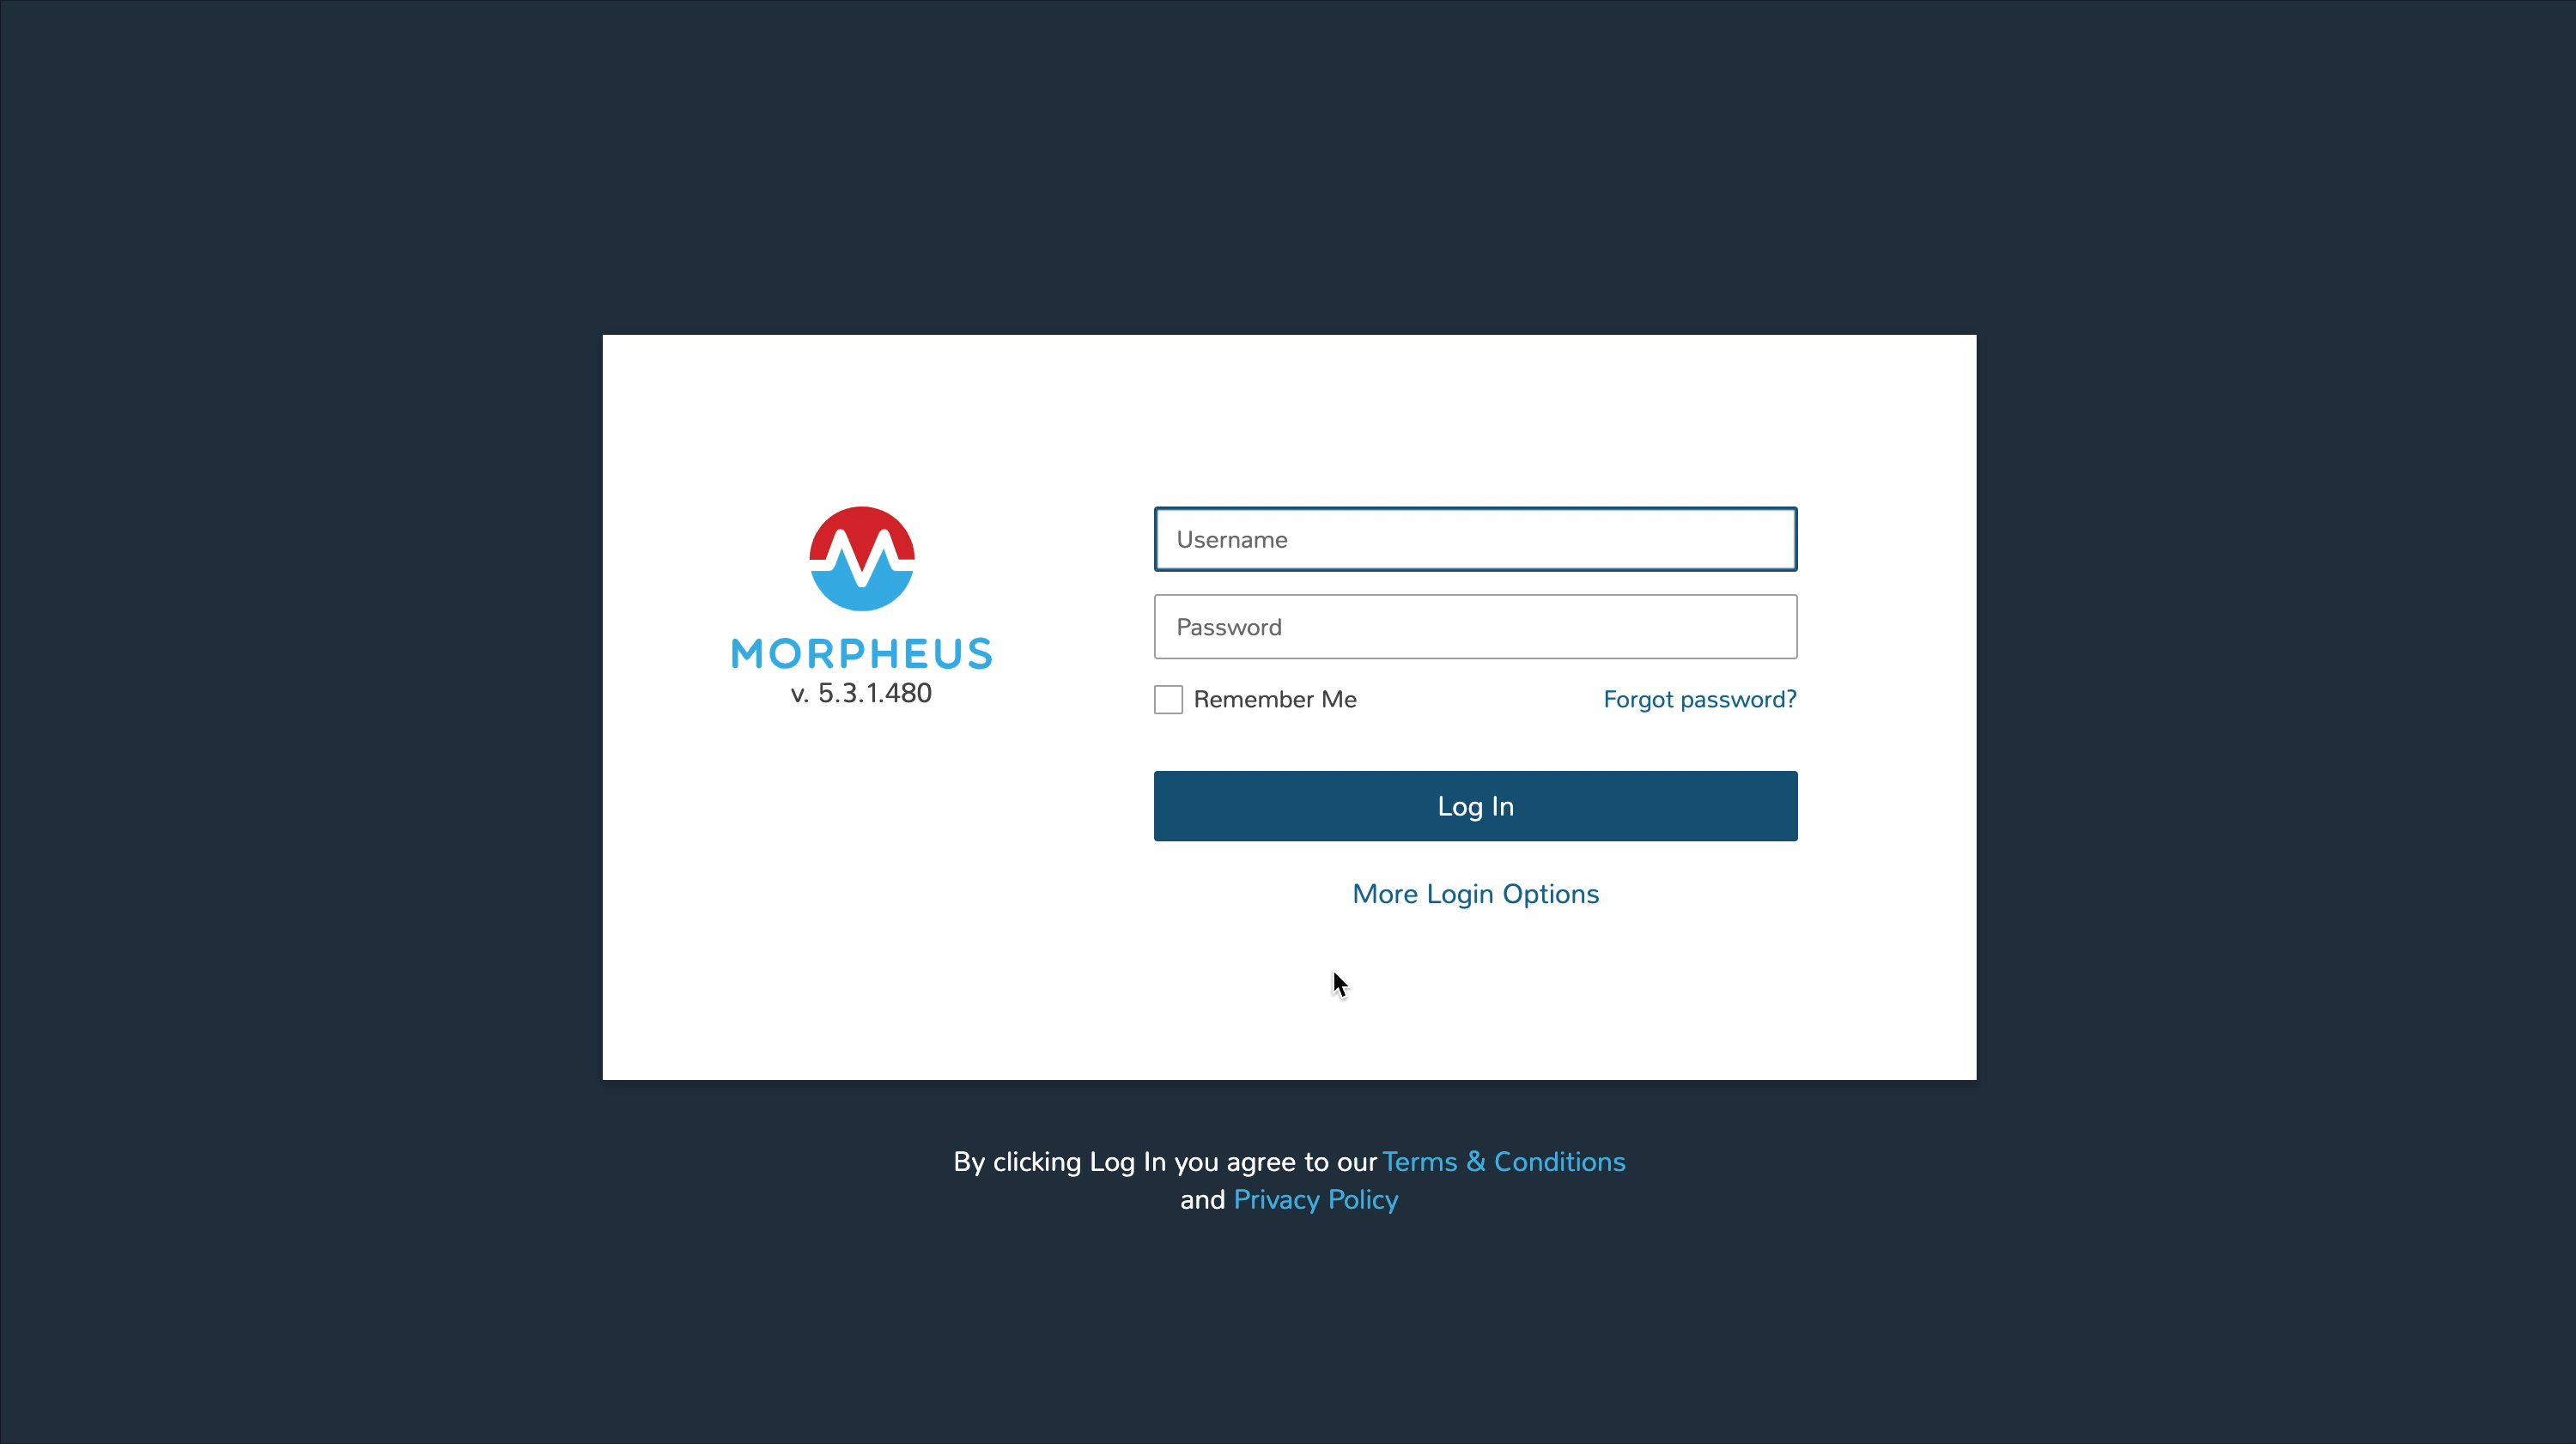 MORPHEUS
v. 5.3.1.480
Username
Password
Remember Me
Forgot password?
Log In
More Login Options
By clicking Log In you agree to our Terms & Conditions
and Privacy Policy